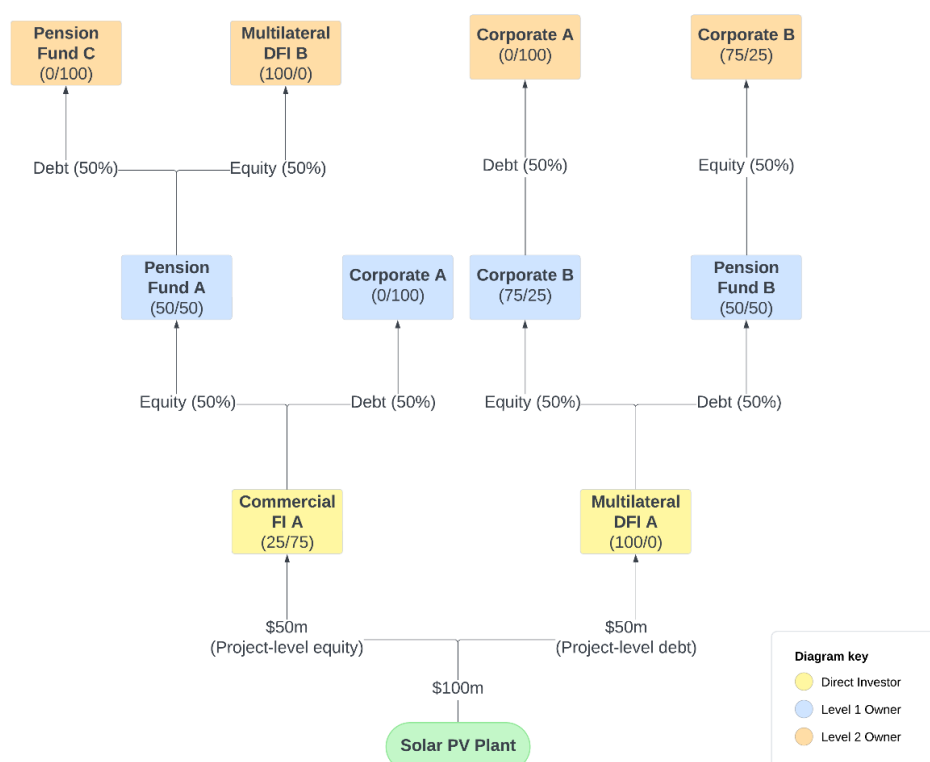 Pension
Fund C
(0/100)
Multilateral
DFI B
(100/0)
Corporate A
(0/100)
Corporate B
(75/25)
Debt (50%)
Equity (50%)
Debt (50%)
Equity (50%)
Pension
Fund A
(50/50)
Corporate A
(0/100)
Corporate B
(75/25)
Pension
Fund B
(50/50)
Equity (50%)
Debt (50%)
Equity (50%)
Debt (50%)
Commercial
FI A
(25/75)
Multilateral
DFI A
(100/0)
$50m
(Project-level equity)
$50m
(Project-level debt)
$100m
Solar PV Plant
Diagram key
Direct Investor
Level 1 Owner
Level 2 Owner